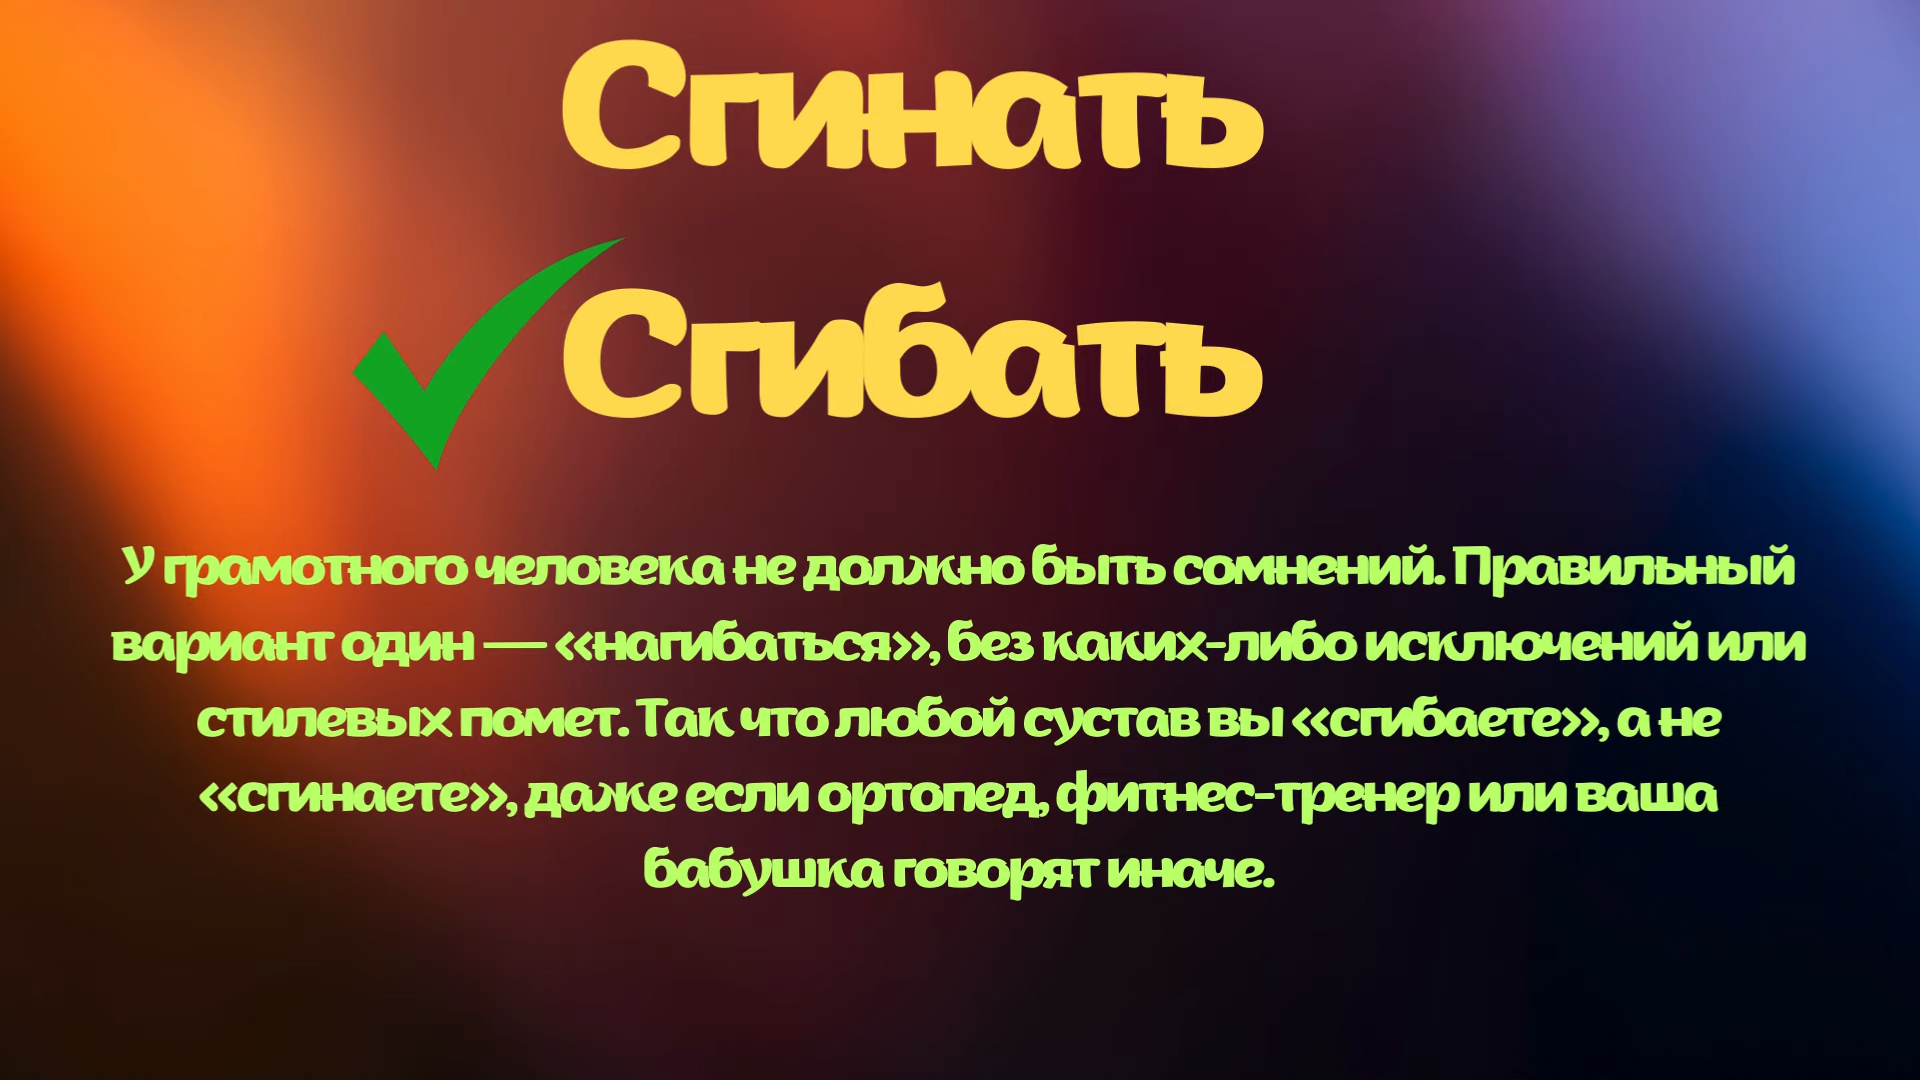 Сгинать
Сгибать
У грамотного человека не должно быть сомнений. Правильный
вариант один — «нагибаться», без каких-либо исключений или
стилевых помет. Так что любой сустав вы «сгибаете», а не
«сгинаете», даже если ортопед, фитнес-тренер или ваша
бабушка говорят иначе.